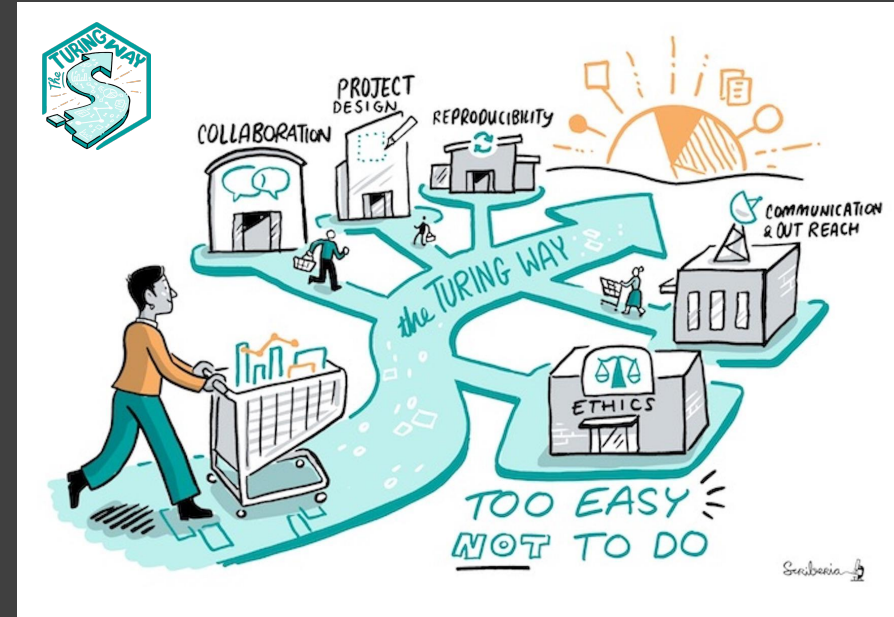 The TURING WAY
COLLABORATION
PROJECT
DESIGN
REPRODUCIBILITY
COMMUNICATION
& OUT REACH
the TURING WAY
ETHICS
TOO EASY
NOT TO DO
Scriberia